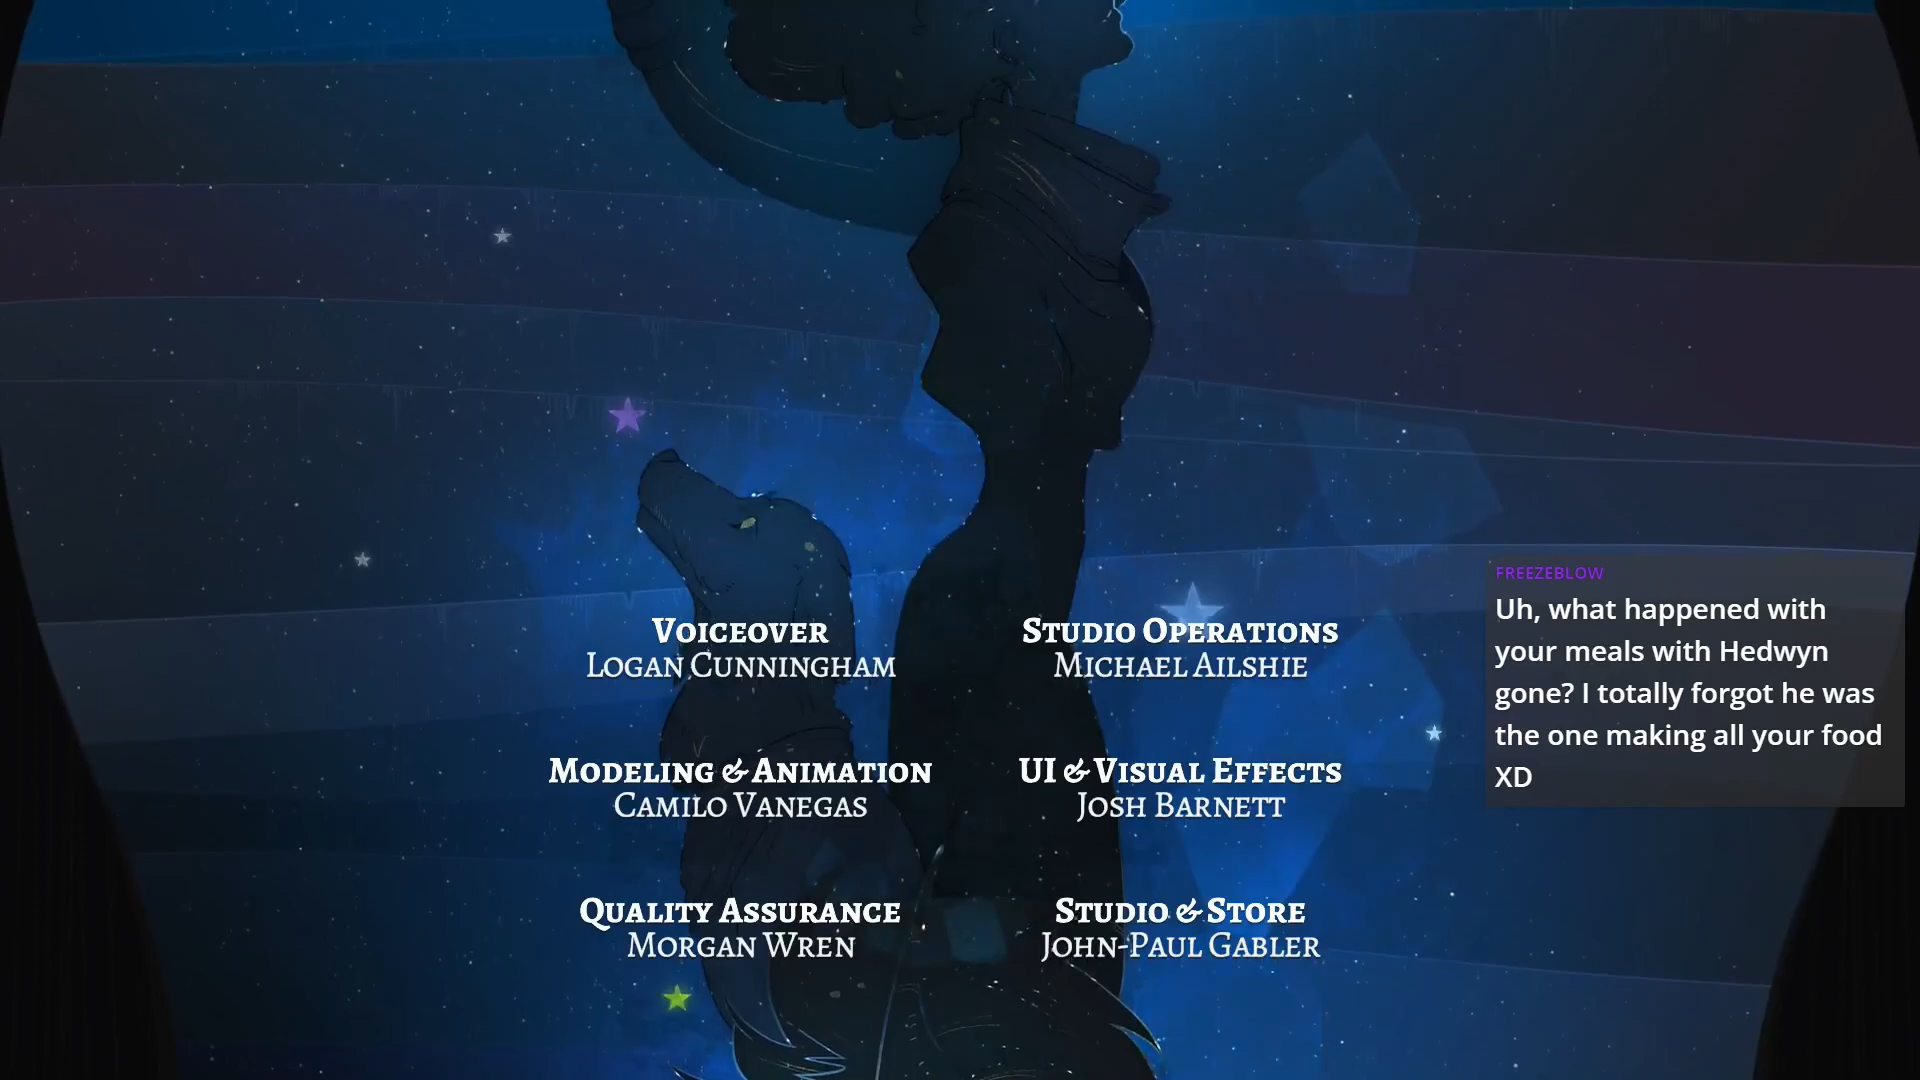 Voiceover
Logan Cunningham
Studio Operations
Michael Ailshie
Modeling & Animation
Camilo Vanegas
UI & Visual Effects
Josh Barnett
Quality Assurance
Morgan Wren
Studio & Store
John-Paul Gabler
FREEZEBLOW
Uh, what happened with
your meals with Hedwyn
gone? I totally forgot he was
the one making all your food
XD